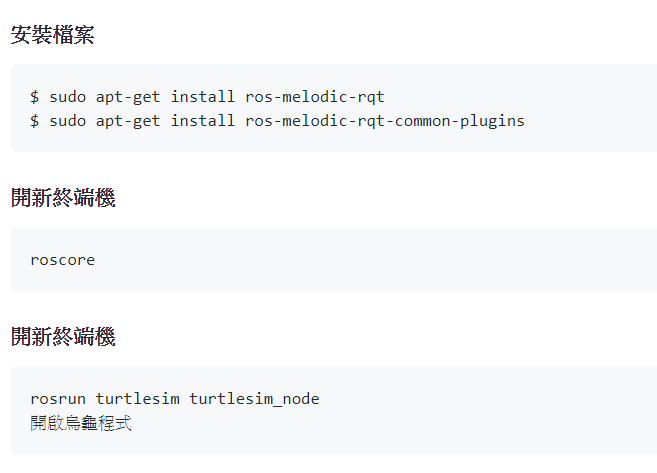 安裝檔案
$ sudo apt-get install ros-melodic-rqt
$ sudo apt-get install ros-melodic-rqt-common-plugins
開新終端機
roscore
開新終端機
rosrun turtlesim turtlesim_node
開啟烏龜程式